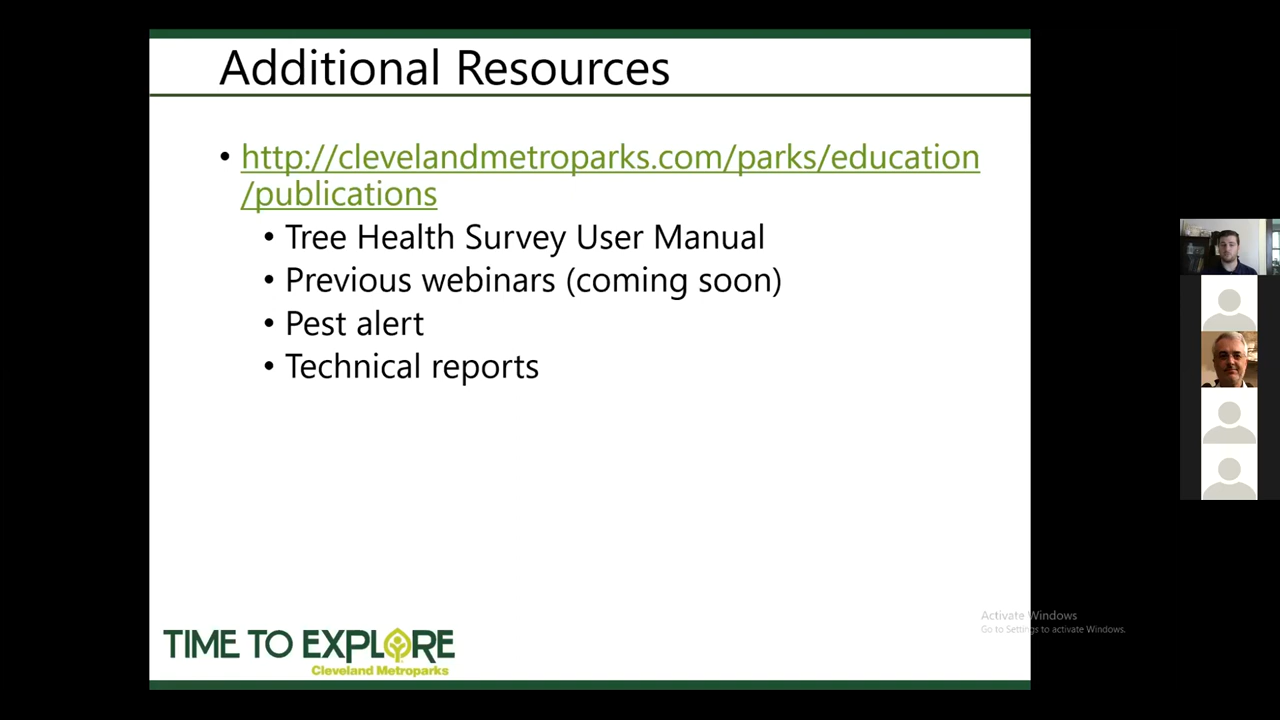 Additional Resources
• http://clevelandmetroparks.com/parks/education
/publications
• Tree Health Survey User Manual
• Previous webinars (coming soon)
• Pest alert
• Technical reports
Activate Windows
Go to Settings to activate Windows.
TIME TO EXPLORE
Cleveland Metroparks